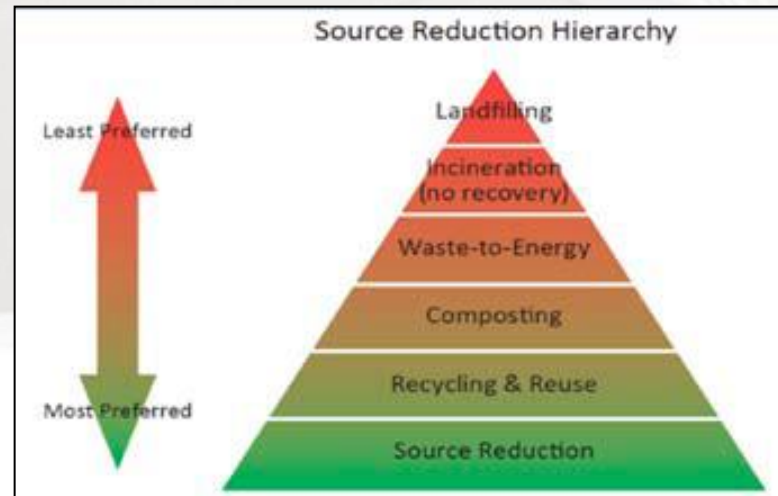 Source Reduction Hierarchy
Least Preferred
Landfilling
Incineration
(no recovery)
Waste-to-Energy
Composting
Recycling & Reuse
Most Preferred
Source Reduction